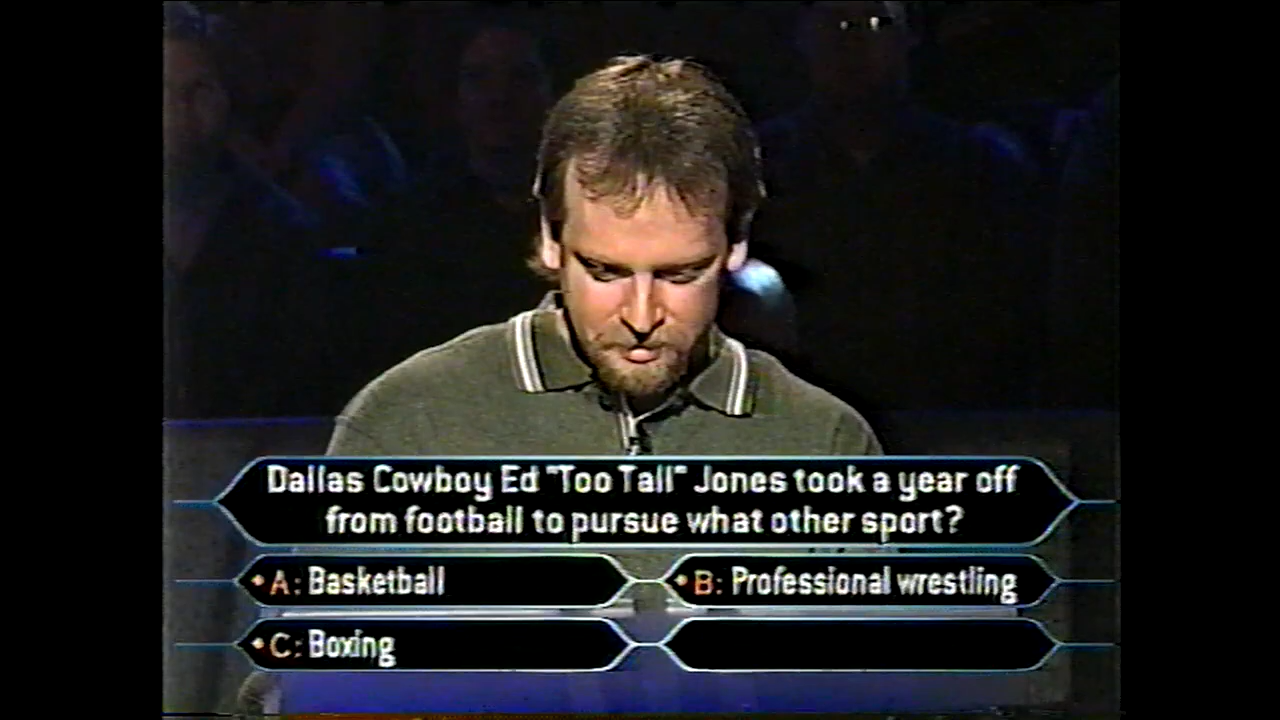 Dallas Cowboy Ed "Too Tall" Jones took a year off
from football to pursue what other sport?
A: Basketball
B: Professional wrestling
C: Boxing